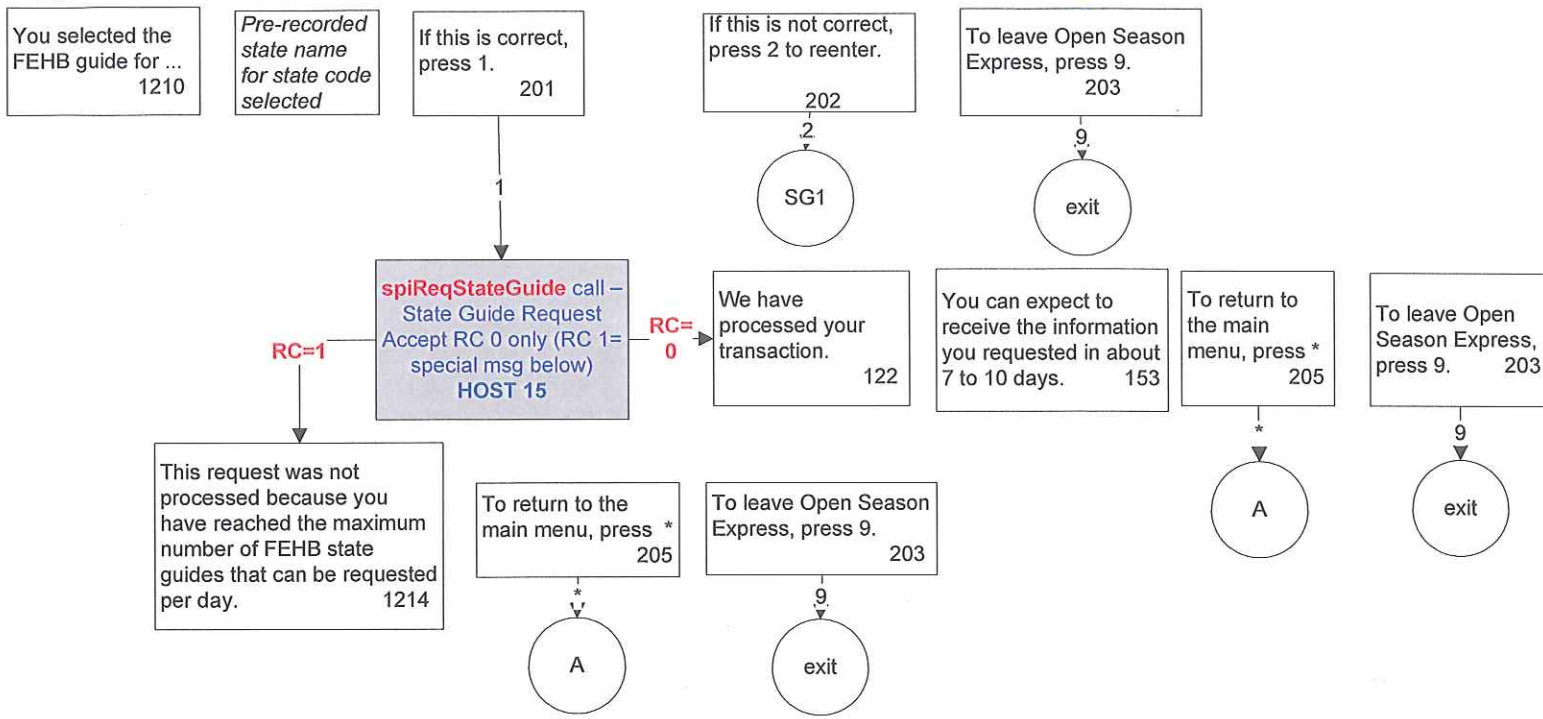 You selected the
FEHB guide for ...
1210
Pre-recorded
state name
for state code
selected
If this is correct,
press 1.
201
If this is not correct,
press 2 to reenter.
202
To leave Open Season
Express, press 9.
203
1
2
SG1
9
exit
spiReqStateGuide call –
State Guide Request
Accept RC 0 only (RC 1=
special msg below)
HOST 15
RC=1
RC=
0
We have
processed your
transaction.
122
You can expect to
receive the information
you requested in about
7 to 10 days. 153
To return to
the main
menu, press *
205
To leave Open
Season Express,
press 9. 203
*
A
9
exit
This request was not
processed because you
have reached the maximum
number of FEHB state
guides that can be requested
per day. 1214
To return to the
main menu, press *
205
To leave Open Season
Express, press 9.
203
*
A
9
exit